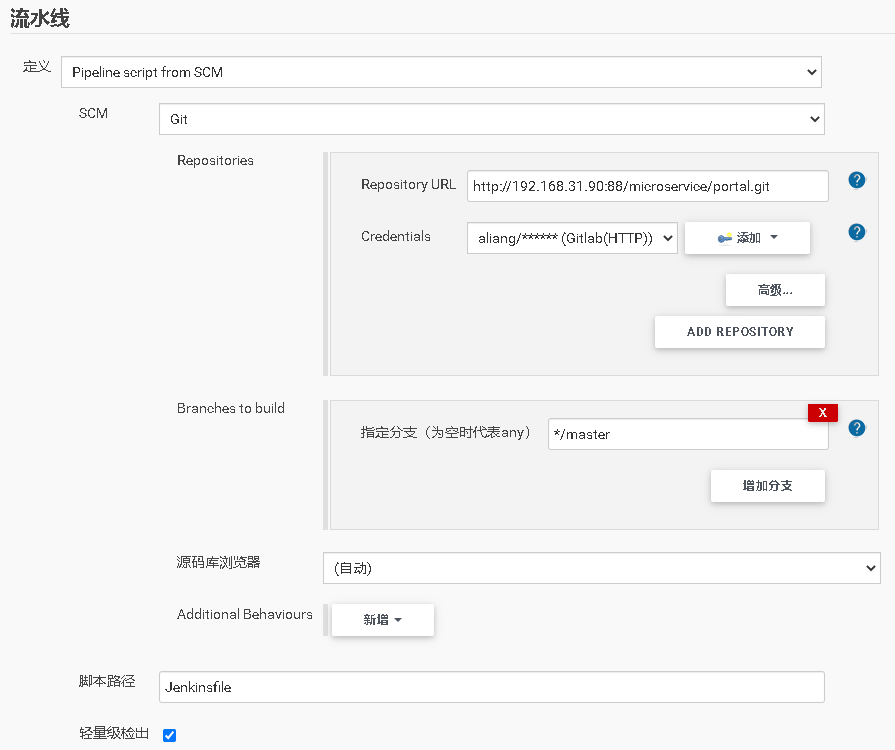 流水线
定义
Pipeline script from SCM
SCM
Git
Repositories
Repository URL
http://192.168.31.90:88/microservice/portal.git
?
Credentials
aliang/****** (Gitlab(HTTP))
添加
?
高级...
ADD REPOSITORY
Branches to build
X
指定分支（为空时代表any）
*/master
?
增加分支
源码库浏览器
(自动)
Additional Behaviours
新增
脚本路径
Jenkinsfile
轻量级检出